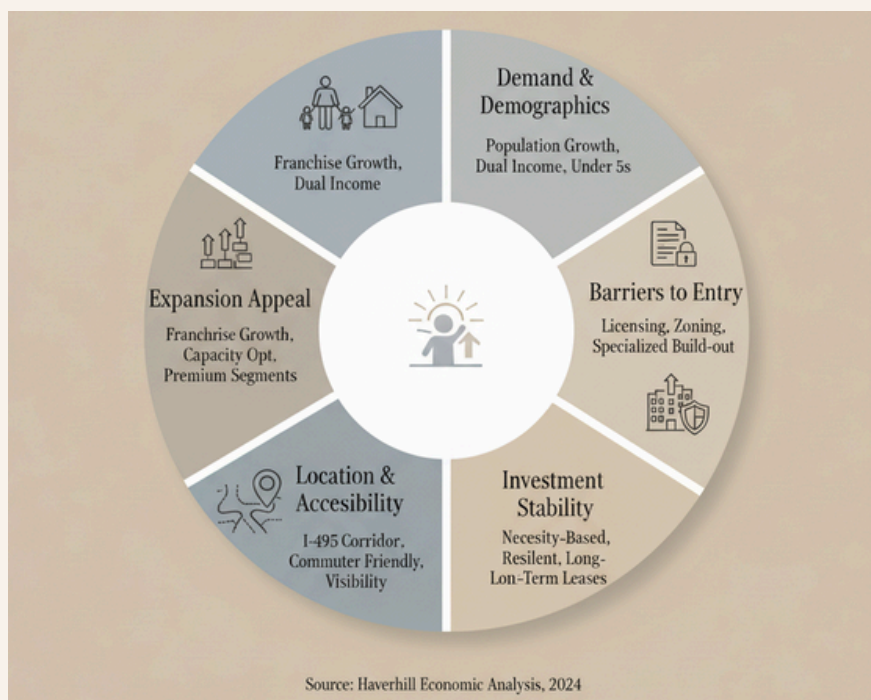 Franchise Growth,
Dual Income
Demand &
Demographics
Population Growth,
Dual Income, Under 5s
Expansion Appeal
Franchrise Growth,
Capacity Opt,
Premium Segments
Barriers to Entry
Licensing, Zoning,
Specialized Build-out
Location &
Accesibility
I-495 Corridor,
Commuter Friendly,
Visibility
Investment
Stability
Necesity-Based,
Resilent, Long-
Lon-Term Leases
Source: Haverhill Economic Analysis, 2024